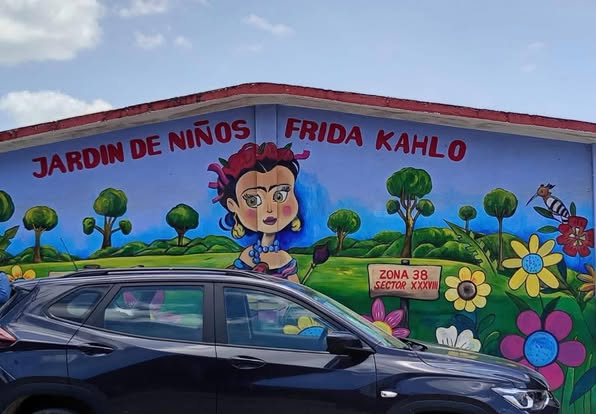 JARDIN DE NIÑOS FRIDA KAHLO
ZONA 38
SECTOR XXXVIII